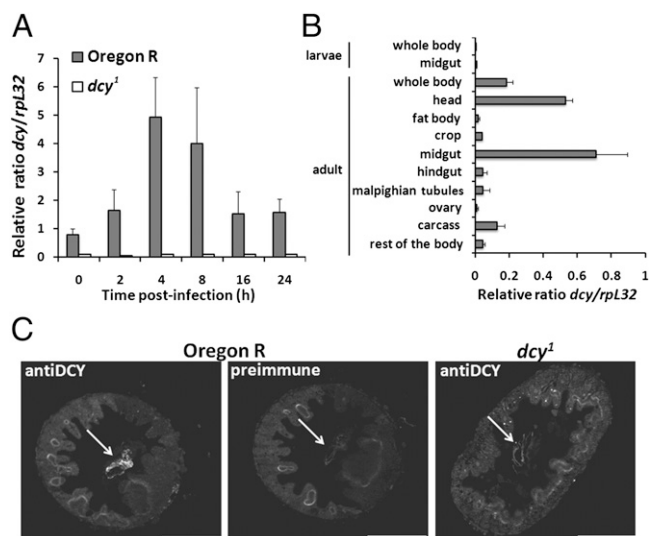 A
Relative ratio dcy/rpL32
7
6
5
4
3
2
1
0
Oregon R
dcy¹
0 2 4 8 16 24
Time post-infection (h)
B
larvae
whole body
midgut
adult
whole body
head
fat body
crop
midgut
hindgut
malpighian tubules
ovary
carcass
rest of the body
0 0.2 0.4 0.6 0.8 1
Relative ratio dcy/rpL32
C
Oregon R
dcy¹
antiDCY
preimmune
antiDCY